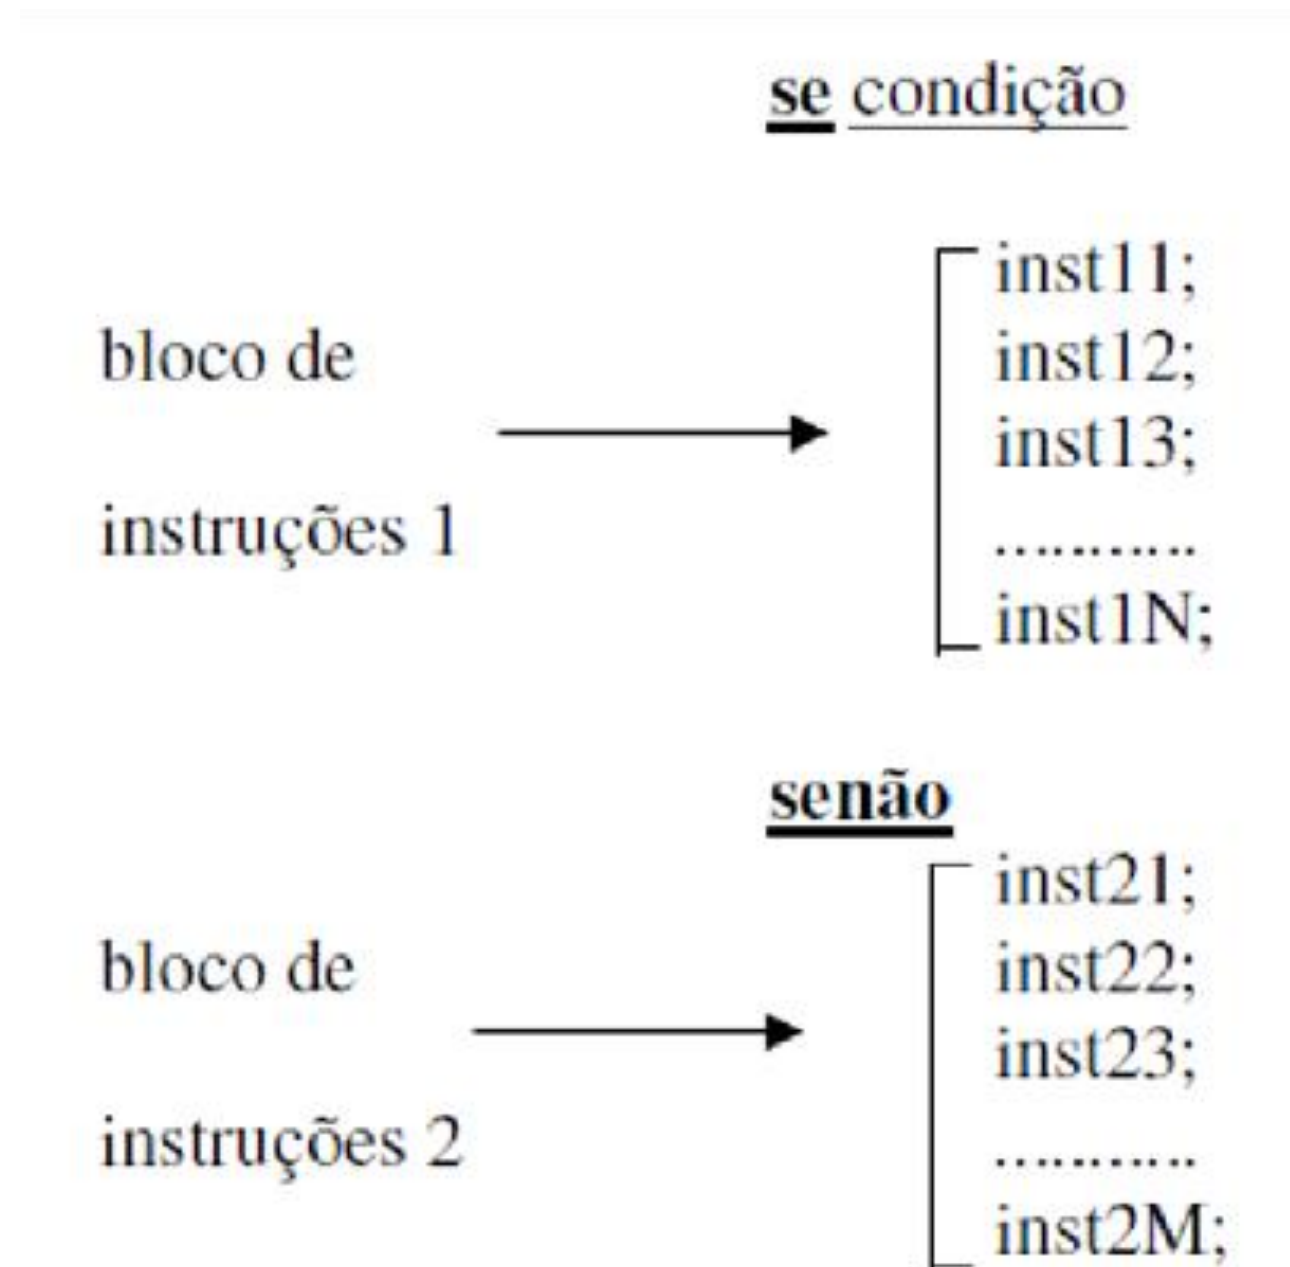 se condição
inst11;
bloco de
inst12;
inst13;
instruções 1
...........
inst1N;
senão
inst21;
bloco de
inst22;
inst23;
instruções 2
...........
inst2M;